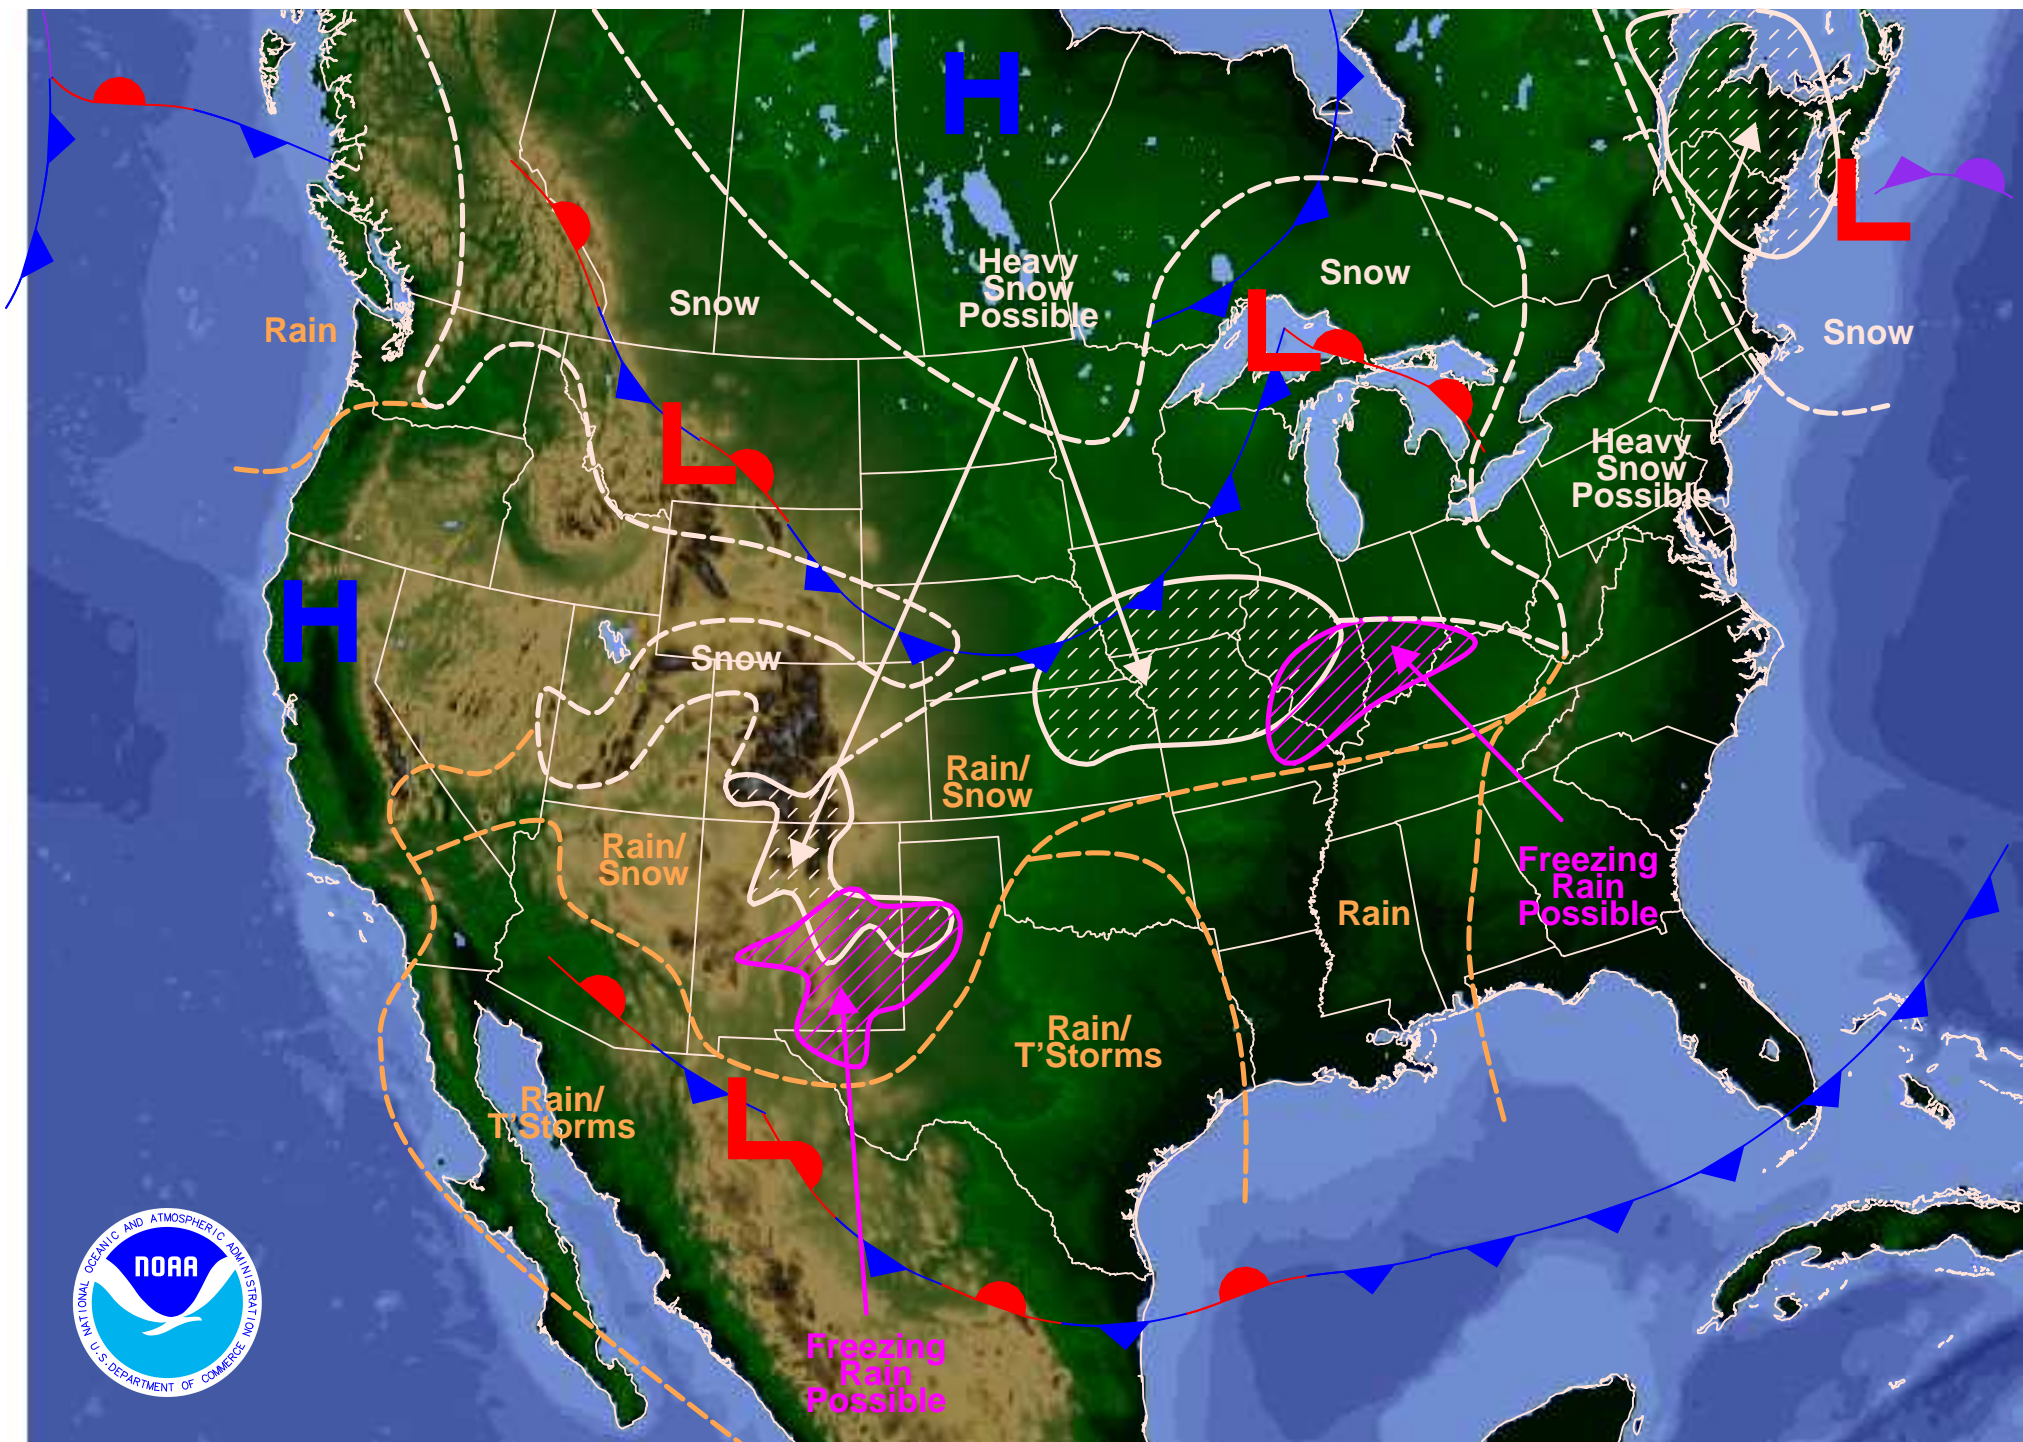 H
Heavy
Snow
Possible
Snow
Snow
L
Rain
Snow
L
L
Heavy
Snow
Possible
H
Snow
Rain/
Snow
Rain/
Snow
Freezing
Rain
Possible
Rain
Rain/
T'Storms
Rain/
T'Storms
L
Freezing
Rain
Possible
NATIONAL OCEANIC AND ATMOSPHERIC ADMINISTRATION
NOAA
U.S. DEPARTMENT OF COMMERCE